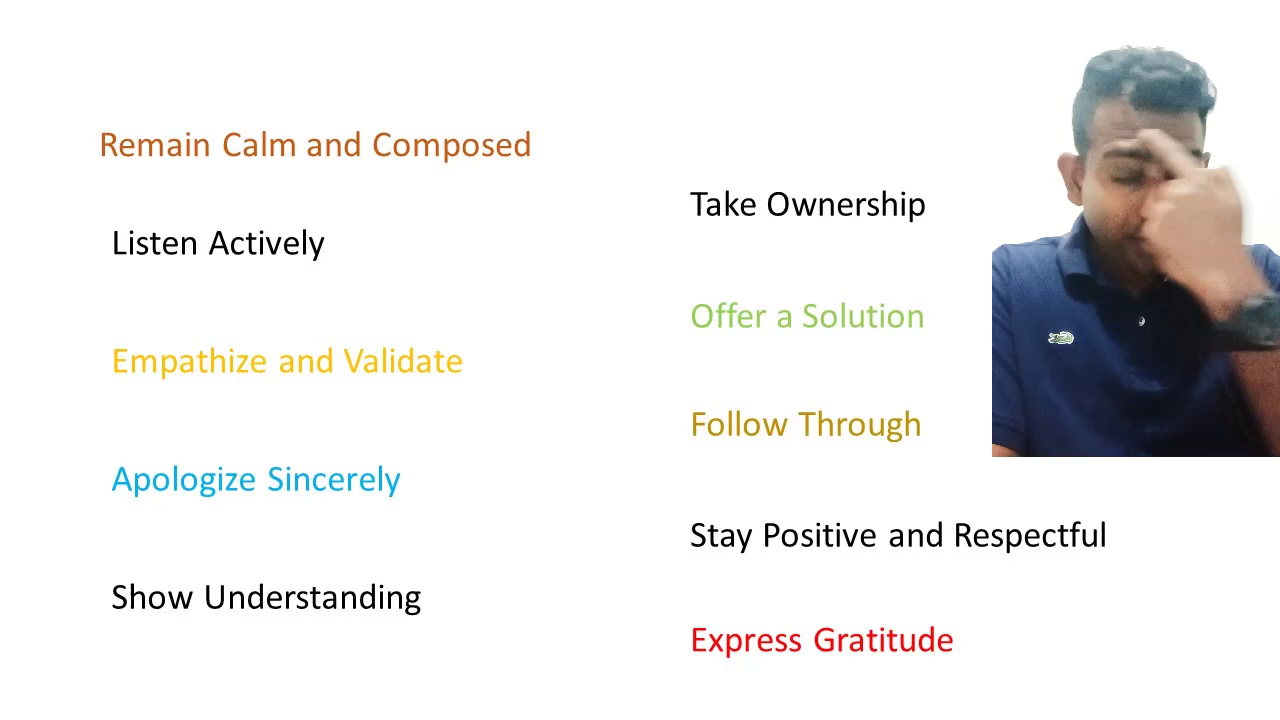 Remain Calm and Composed
Listen Actively
Empathize and Validate
Apologize Sincerely
Show Understanding
Take Ownership
Offer a Solution
Follow Through
Stay Positive and Respectful
Express Gratitude